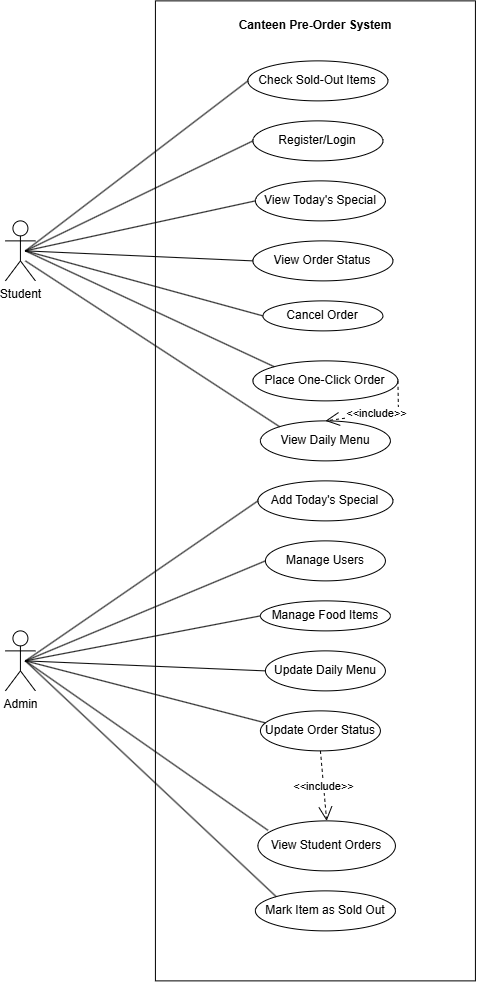 Canteen Pre-Order System
Check Sold-Out Items
Register/Login
View Today's Special
Student
View Order Status
Cancel Order
Place One-Click Order
<<include>>
View Daily Menu
Add Today's Special
Manage Users
Manage Food Items
Admin
Update Daily Menu
Update Order Status
<<include>>
View Student Orders
Mark Item as Sold Out